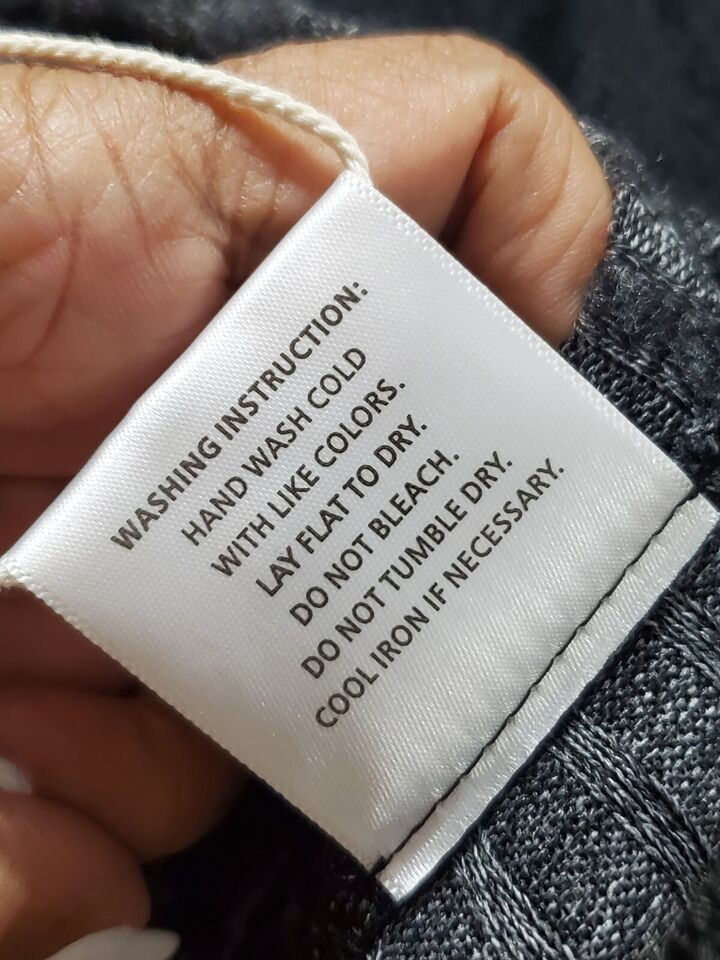 WASHING INSTRUCTION:
HAND WASH COLD
WITH LIKE COLORS.
LAY FLAT TO DRY.
DO NOT BLEACH.
DO NOT TUMBLE DRY.
COOL IRON IF NECESSARY.